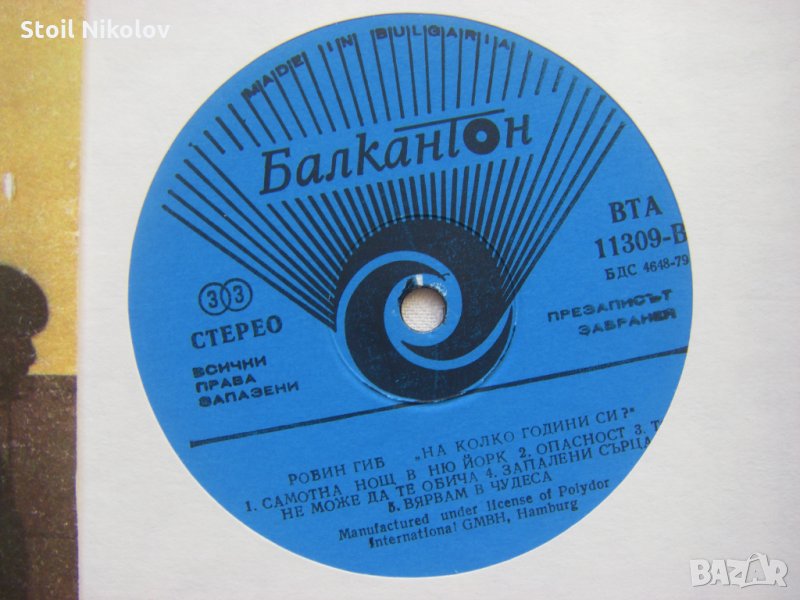 Stoil Nikolov
MADE IN BULGARIA
Балкантон
ВТА
11309-В
БДС 4648-79
33
СТЕРЕО
ПРЕЗАПИСЪТ
ЗАБРАНЕН
ВСИЧКИ
ПРАВА
ЗАПАЗЕНИ
РОБИН ГИБ „НА КОЛКО ГОДИНИ СИ?"
1. САМОТНА НОЩ В НЮ ЙОРК 2. ОПАСНОСТ 3. Т
НЕ МОЖЕ ДА ТЕ ОБИЧА 4. ЗАПАЛЕНИ СЪРЦА
5. ВЯРВАМ В ЧУДЕСА
Manufactured under license of Polydor
International GMBH, Hamburg
BAZAR